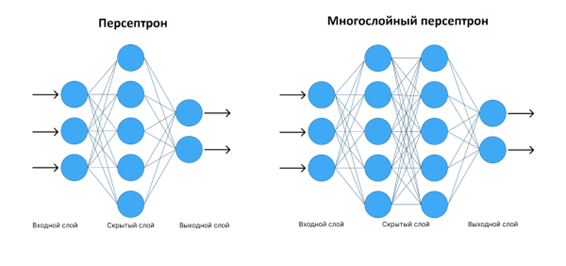 Персептрон
Многослойный персептрон
Входной слой
Скрытый слой
Выходной слой
Входной слой
Скрытый слой
Выходной слой